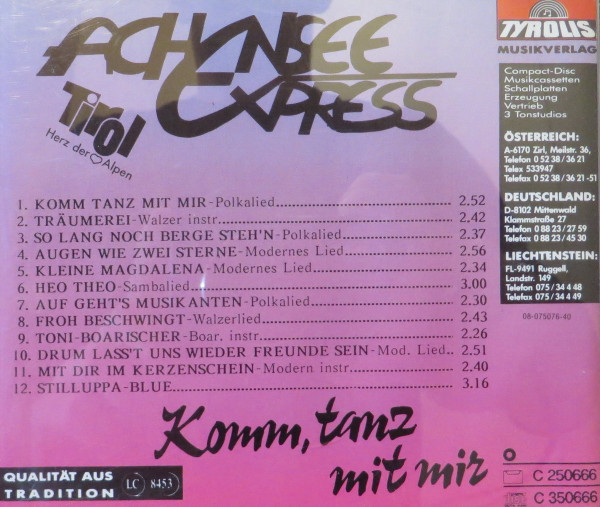 ACHENSEE
EXPRESS
Tirol
Herz der Alpen
1. KOMM TANZ MIT MIR-Polkalied 2.52
2. TRÄUMEREI-Walzer instr. 2.42
3. SO LANG NOCH BERGE STEH'N-Polkalied 2.37
4. AUGEN WIE ZWEI STERNE-Modernes Lied 2.56
5. KLEINE MAGDALENA-Modernes Lied 2.34
6. HEO THEO-Sambalied 3.00
7. AUF GEHT'S MUSIKANTEN-Polkalied 2.30
8. FROH BESCHWINGT-Walzerlied 2.43
9. TONI-BOARISCHER-Boar. instr. 2.26
10. DRUM LASS'T UNS WIEDER FREUNDE SEIN-Mod. Lied.. 2.51
11. MIT DIR IM KERZENSCHEIN-Modern instr. 2.40
12. STILLUPPA-BLUE 3.16
Komm, tanz
mit mir
QUALITÄT AUS
TRADITION
LC 8453
TYROLIS
MUSIKVERLAG
Compact-Disc
Musikcassetten
Schallplatten
Erzeugung
Vertrieb
3 Tonstudios
ÖSTERREICH:
A-6170 Zirl, Meilstr. 36,
Telefon 0 52 38 / 36 21
Telex 533947
Telefax 0 52 38 / 36 21-51
DEUTSCHLAND:
D-8102 Mittenwald
Klammstraße 27
Telefon 0 88 23 / 27 59
Telefax 0 88 23 / 45 30
LIECHTENSTEIN:
FL-9491 Ruggell,
Landstr. 149
Telefon 075 / 34 4 48
Telefax 075 / 34 4 49
08-075076-40
C 250666
C 350666